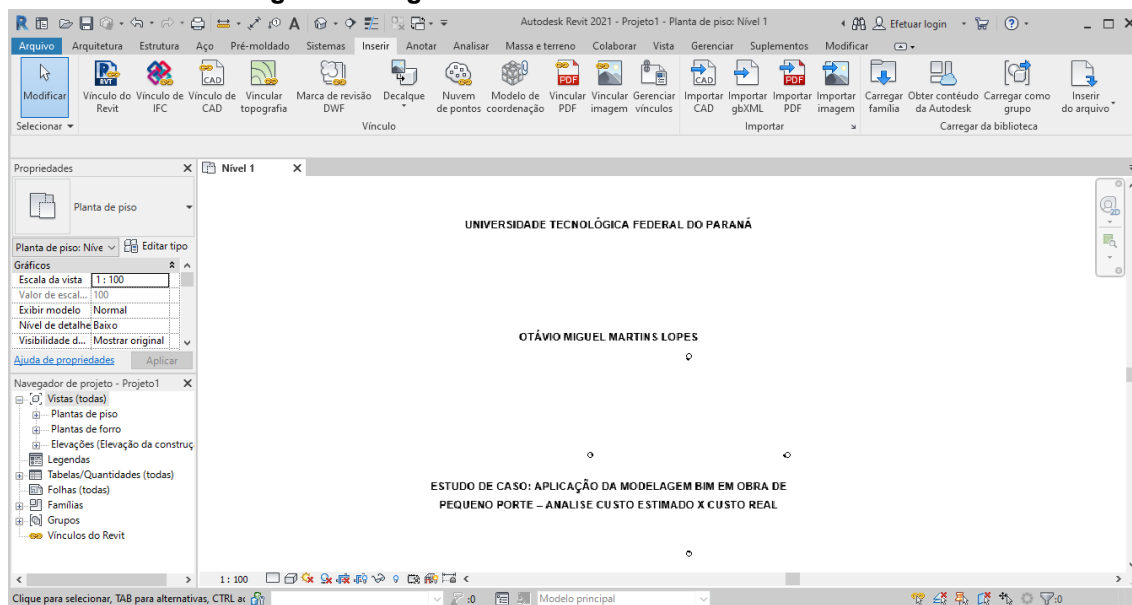 Autodesk Revit 2021 - Projeto1 - Planta de piso: Nível 1
Efetuar login
Arquivo Arquitetura Estrutura Aço Pré-moldado Sistemas Inserir Anotar Analisar Massa e terreno Colaborar Vista Gerenciar Suplementos Modificar
Modificar Vínculo do Revit Vínculo de IFC Vínculo de CAD Vincular topografia Marca de revisão DWF Decalque Nuvem de pontos Modelo de coordenação Vincular PDF Vincular imagem Gerenciar vínculos Importar CAD Importar gbXML Importar PDF Importar imagem Carregar família Obter conteúdo da Autodesk Carregar como grupo Inserir do arquivo
Selecionar Vínculo Importar Carregar da biblioteca
Propriedades
Nível 1
Planta de piso
Planta de piso: Níve Editar tipo
Gráficos
Escala da vista 1 : 100
Valor de escal... 100
Exibir modelo Normal
Nível de detalhe Baixo
Visibilidade d... Mostrar original
Ajuda de propriedades Aplicar
Navegador de projeto - Projeto1
Vistas (todas)
Plantas de piso
Plantas de forro
Elevações (Elevação da construç
Legendas
Tabelas/Quantidades (todas)
Folhas (todas)
Famílias
Grupos
Vínculos do Revit
UNIVERSIDADE TECNOLÓGICA FEDERAL DO PARANÁ
OTÁVIO MIGUEL MARTINS LOPES
ESTUDO DE CASO: APLICAÇÃO DA MODELAGEM BIM EM OBRA DE
PEQUENO PORTE – ANALISE CUSTO ESTIMADO X CUSTO REAL
1 : 100
Clique para selecionar, TAB para alternativas, CTRL ac
:0
Modelo principal
:0